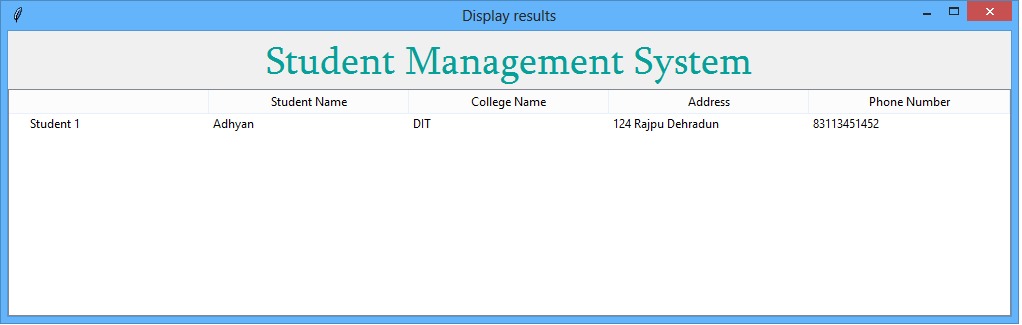 Display results
Student Management System
Student Name College Name Address Phone Number
Student 1 Adhyan DIT 124 Rajpu Dehradun 83113451452